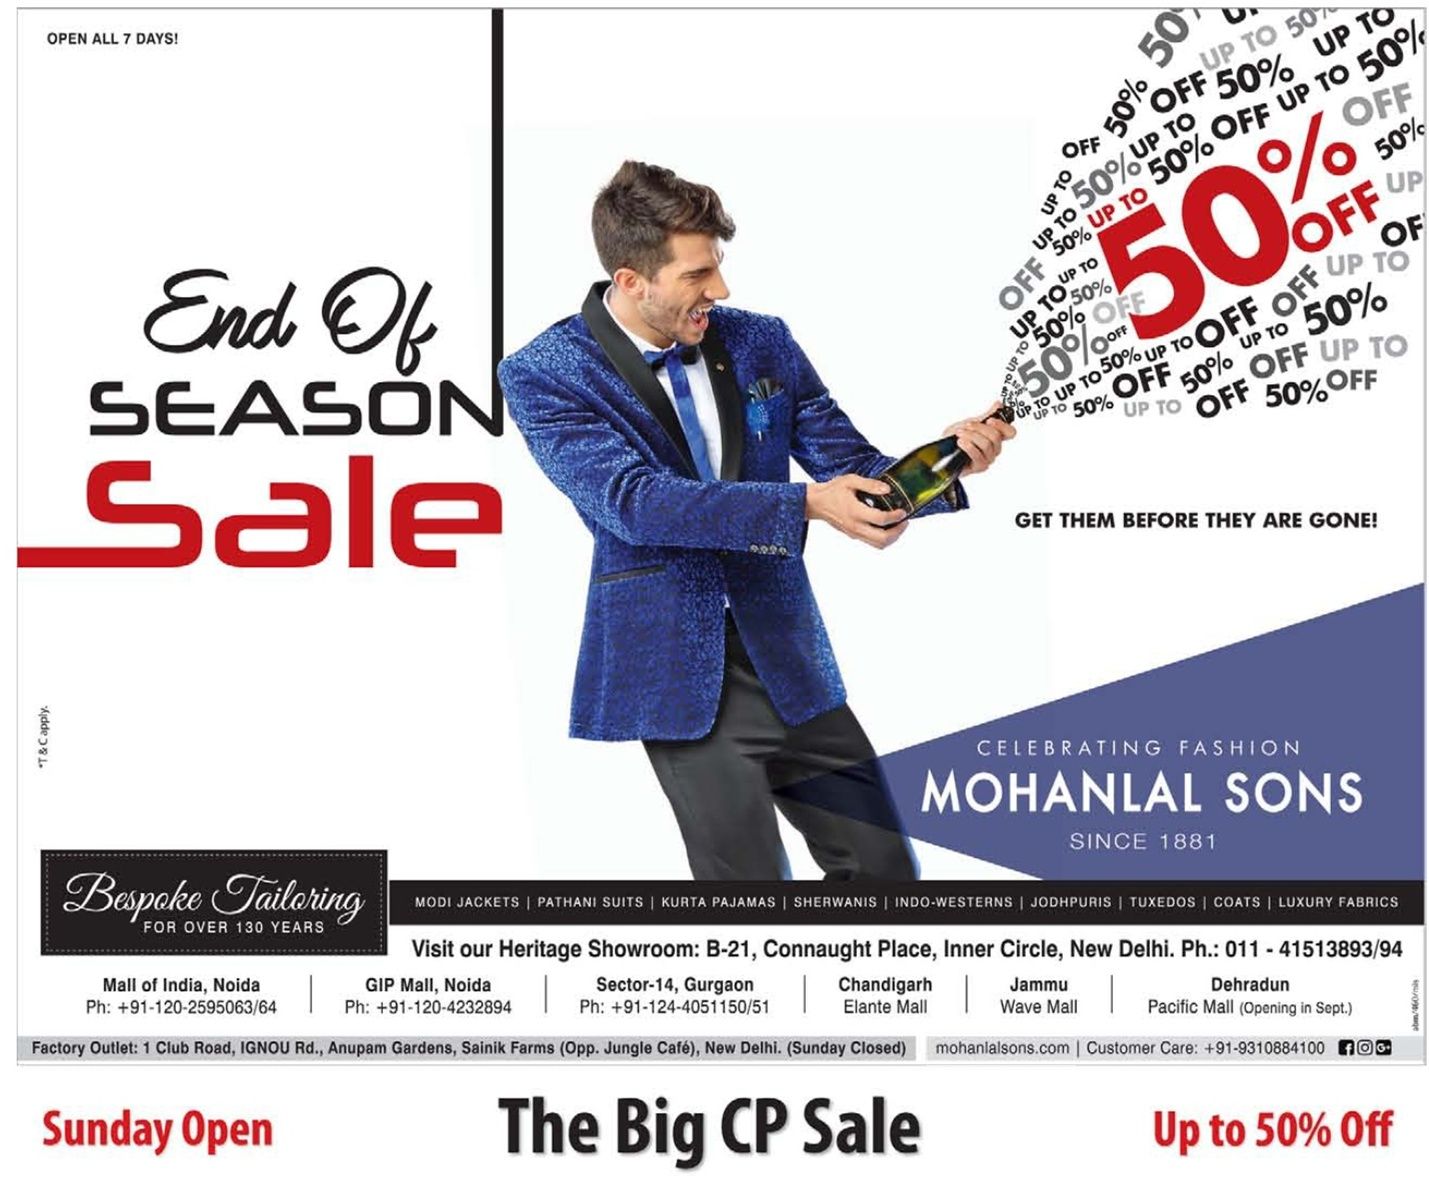 OPEN ALL 7 DAYS!
End Of
SEASON
Sale
UP TO
50%
OFF
GET THEM BEFORE THEY ARE GONE!
*T & C apply.
CELEBRATING FASHION
MOHANLAL SONS
SINCE 1881
Bespoke Tailoring
FOR OVER 130 YEARS
MODI JACKETS | PATHANI SUITS | KURTA PAJAMAS | SHERWANIS | INDO-WESTERNS | JODHPURIS | TUXEDOS | COATS | LUXURY FABRICS
Visit our Heritage Showroom: B-21, Connaught Place, Inner Circle, New Delhi. Ph.: 011 - 41513893/94
Mall of India, Noida
Ph: +91-120-2595063/64
GIP Mall, Noida
Ph: +91-120-4232894
Sector-14, Gurgaon
Ph: +91-124-4051150/51
Chandigarh
Elante Mall
Jammu
Wave Mall
Dehradun
Pacific Mall (Opening in Sept.)
Factory Outlet: 1 Club Road, IGNOU Rd., Anupam Gardens, Sainik Farms (Opp. Jungle Café), New Delhi. (Sunday Closed)
mohanlalsons.com | Customer Care: +91-9310884100
Sunday Open
The Big CP Sale
Up to 50% Off